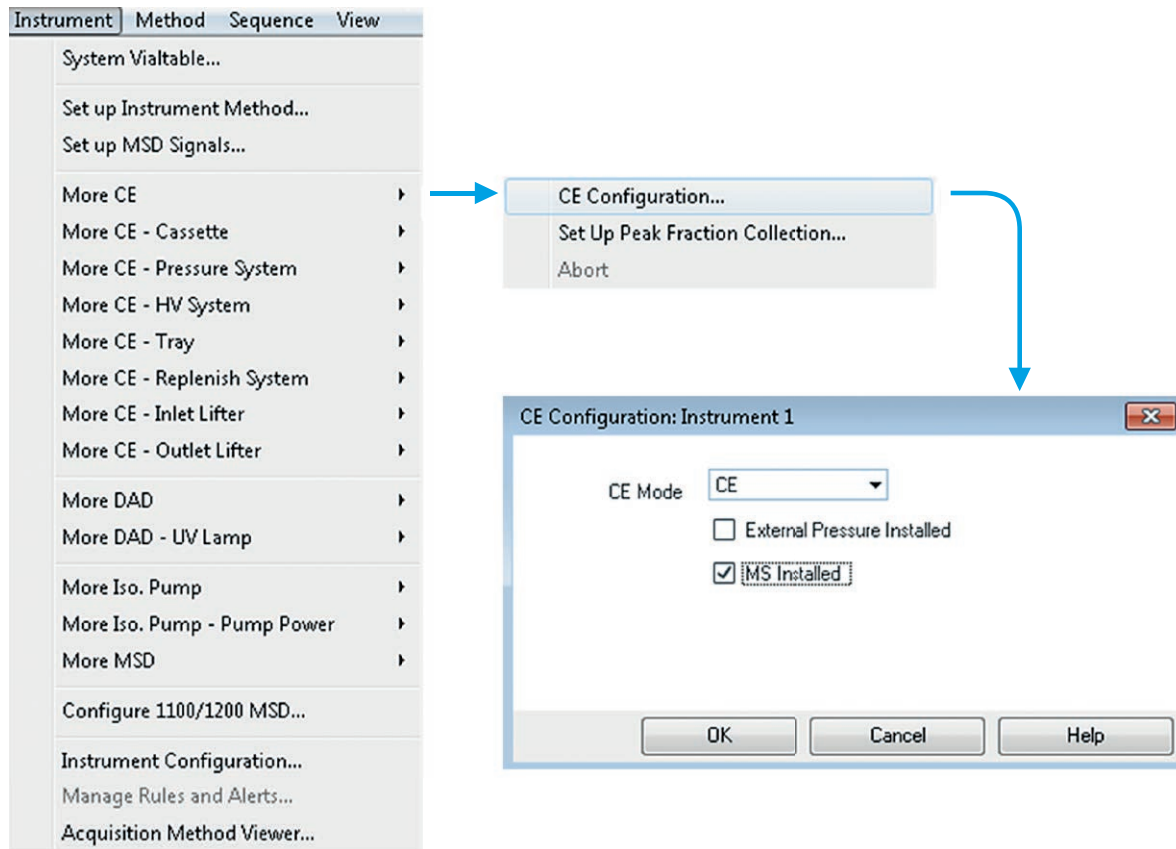 Instrument Method Sequence View
System Vialtable...
Set up Instrument Method...
Set up MSD Signals...
More CE
More CE - Cassette
More CE - Pressure System
More CE - HV System
More CE - Tray
More CE - Replenish System
More CE - Inlet Lifter
More CE - Outlet Lifter
More DAD
More DAD - UV Lamp
More Iso. Pump
More Iso. Pump - Pump Power
More MSD
Configure 1100/1200 MSD...
Instrument Configuration...
Manage Rules and Alerts...
Acquisition Method Viewer...
CE Configuration...
Set Up Peak Fraction Collection...
Abort
CE Configuration: Instrument 1
CE Mode CE
External Pressure Installed
MS Installed
OK Cancel Help